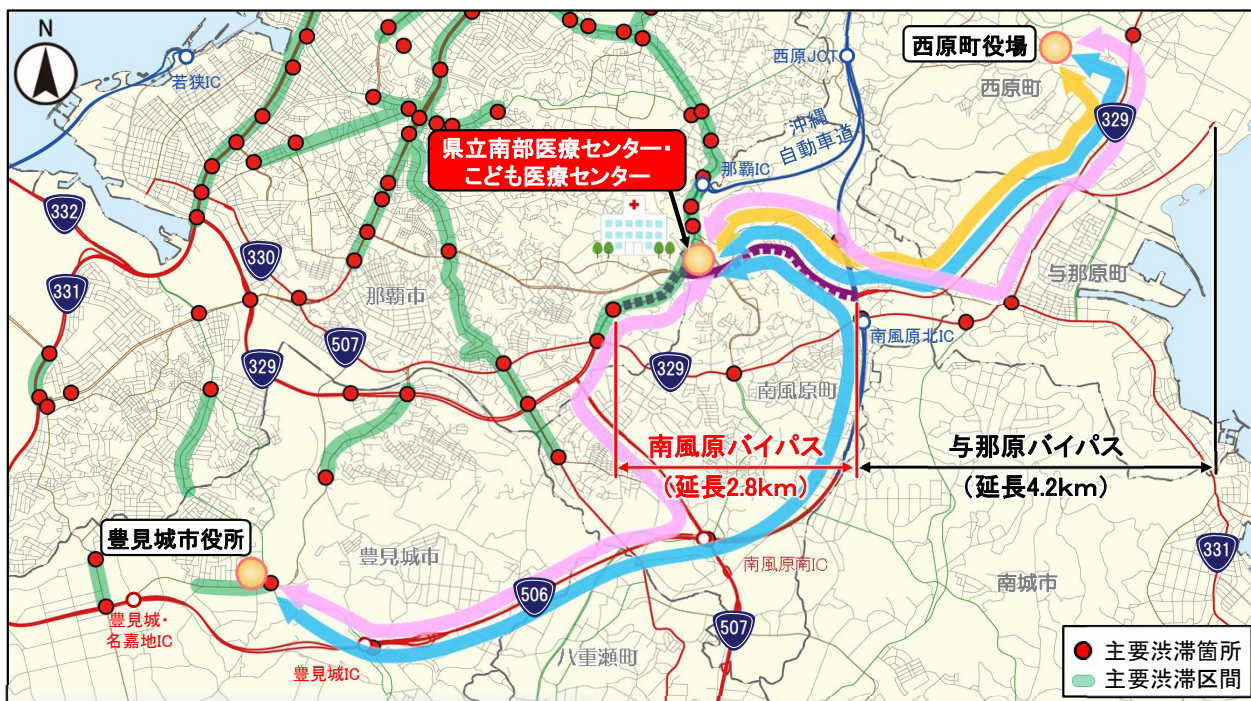 N
若狭IC
西原JCT
西原町役場
西原町
329
沖縄
自動車道
県立南部医療センター・
こども医療センター
那覇IC
332
330
331
那覇市
与那原町
507
329
南風原北IC
329
南風原町
南風原バイパス
(延長2.8km)
与那原バイパス
(延長4.2km)
豊見城市役所
豊見城市
南風原南IC
331
南城市
506
507
豊見城・
名嘉地IC
豊見城IC
八重瀬町
主要渋滞箇所
主要渋滞区間